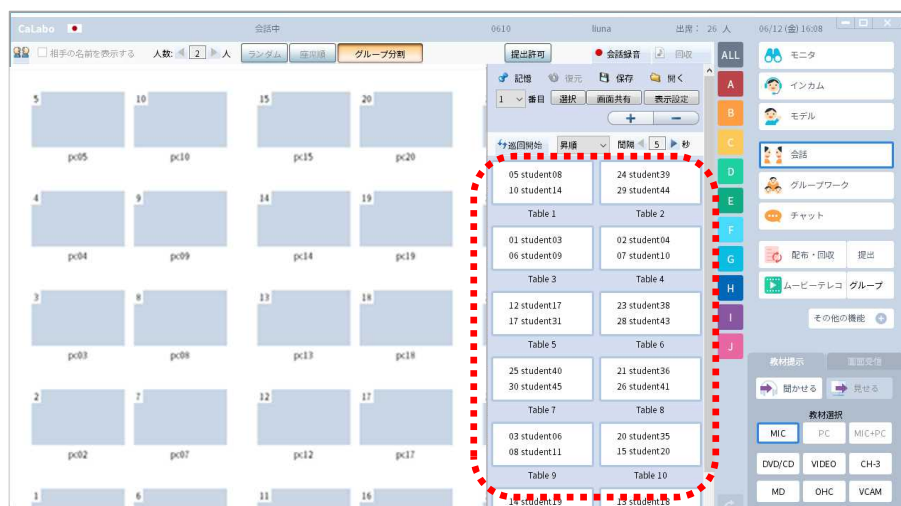 CaLabo 会話中 0610 lluna 出席： 26 人 06/12 (金) 16:08
相手の名前を表示する 人数: 2 人 ランダム 座席順 グループ分割 提出許可 会話録音 回収
記憶 復元 保存 開く
1 番目 選択 画面共有 表示設定
+ −
巡回開始 昇順 間隔 5 秒
5 10 15 20
pc05 pc10 pc15 pc20
4 9 14 19
pc04 pc09 pc14 pc19
3 8 13 18
pc03 pc08 pc13 pc18
2 7 12 17
pc02 pc07 pc12 pc17
1 6 11 16
05 student08 24 student39
10 student14 29 student44
Table 1 Table 2
01 student03 02 student04
06 student09 07 student10
Table 3 Table 4
12 student17 23 student38
17 student31 28 student43
Table 5 Table 6
25 student40 21 student36
30 student45 26 student41
Table 7 Table 8
03 student06 20 student35
08 student11 15 student20
Table 9 Table 10
14 student19 13 student18
ALL
A
B
C
D
E
F
G
H
I
J
モニタ
インカム
モデル
会話
グループワーク
チャット
配布・回収 提出
ムービーテレコ グループ
その他の機能
教材提示 画面受信
聞かせる 見せる
教材選択
MIC PC MIC+PC
DVD/CD VIDEO CH-3
MD OHC VCAM